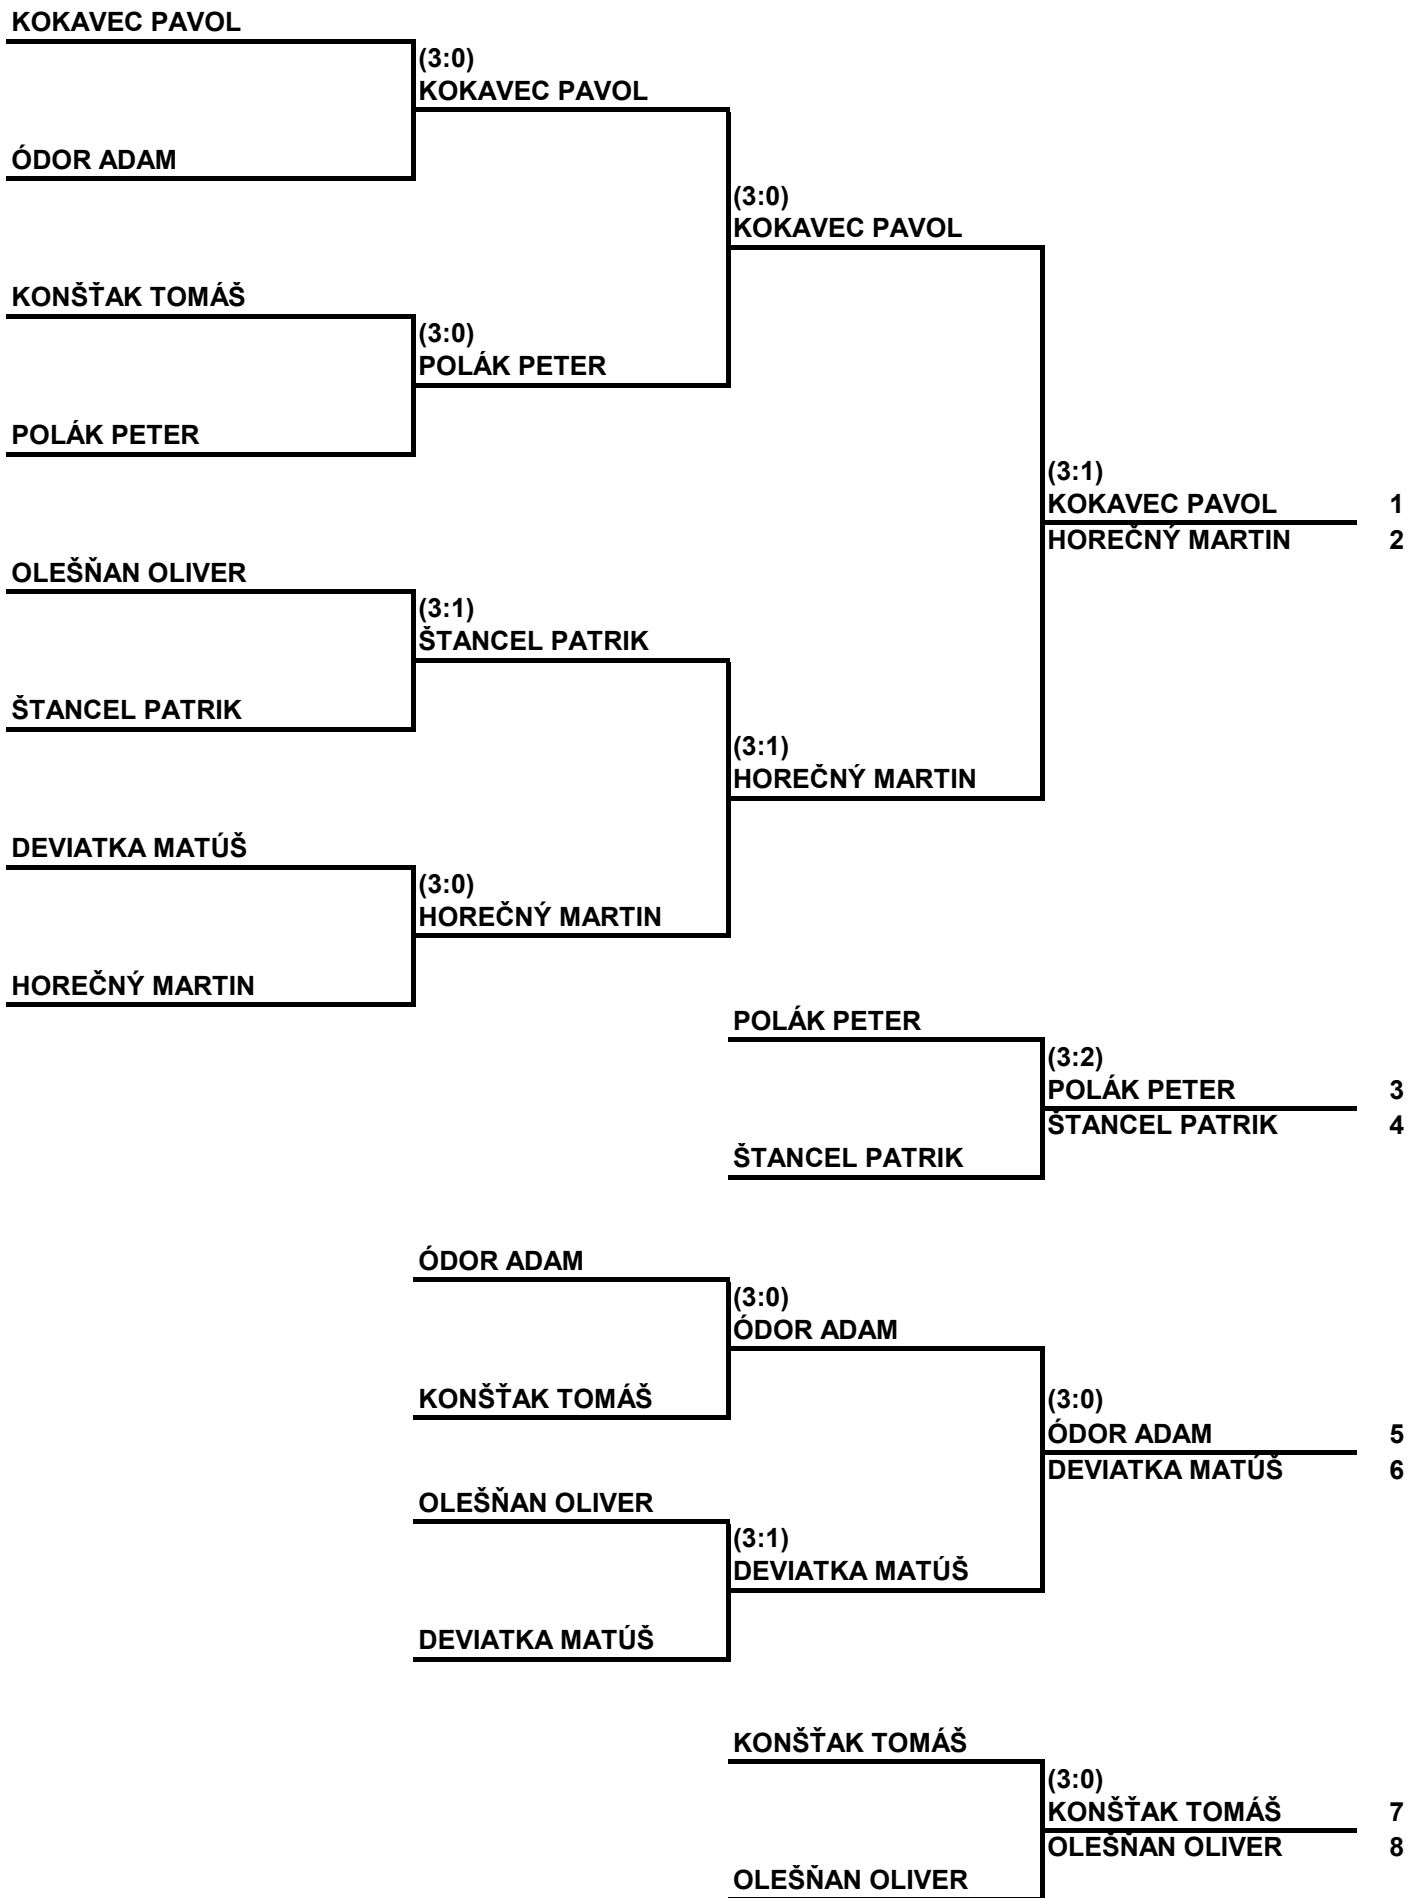 KOKAVEC PAVOL
(3:0)
KOKAVEC PAVOL
ÓDOR ADAM
(3:0)
KOKAVEC PAVOL
KONŠŤAK TOMÁŠ
(3:0)
POLÁK PETER
POLÁK PETER
(3:1)
KOKAVEC PAVOL 1
HOREČNÝ MARTIN 2
OLEŠŇAN OLIVER
(3:1)
ŠTANCEL PATRIK
ŠTANCEL PATRIK
(3:1)
HOREČNÝ MARTIN
DEVIATKA MATÚŠ
(3:0)
HOREČNÝ MARTIN
HOREČNÝ MARTIN
POLÁK PETER
(3:2)
POLÁK PETER 3
ŠTANCEL PATRIK 4
ŠTANCEL PATRIK
ÓDOR ADAM
(3:0)
ÓDOR ADAM
KONŠŤAK TOMÁŠ
(3:0)
ÓDOR ADAM 5
DEVIATKA MATÚŠ 6
OLEŠŇAN OLIVER
(3:1)
DEVIATKA MATÚŠ
DEVIATKA MATÚŠ
KONŠŤAK TOMÁŠ
(3:0)
KONŠŤAK TOMÁŠ 7
OLEŠŇAN OLIVER 8
OLEŠŇAN OLIVER